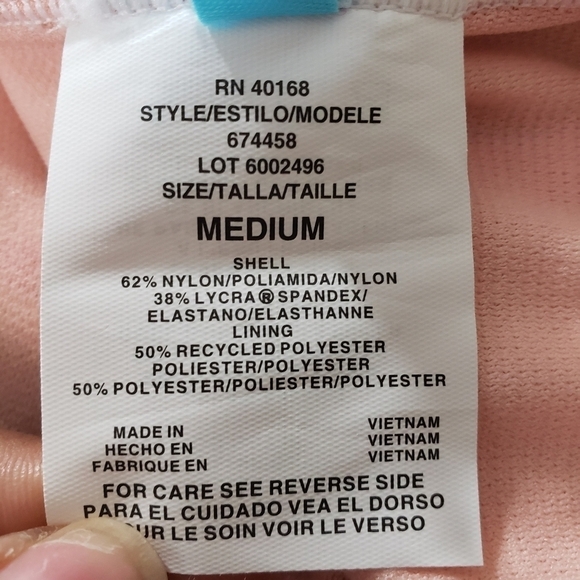 RN 40168
STYLE/ESTILO/MODELE
674458
LOT 6002496
SIZE/TALLA/TAILLE
MEDIUM
SHELL
62% NYLON/POLIAMIDA/NYLON
38% LYCRA® SPANDEX/
ELASTANO/ELASTHANNE
LINING
50% RECYCLED POLYESTER
POLIESTER/POLYESTER
50% POLYESTER/POLIESTER/POLYESTER
MADE IN VIETNAM
HECHO EN VIETNAM
FABRIQUE EN VIETNAM
FOR CARE SEE REVERSE SIDE
PARA EL CUIDADO VEA EL DORSO
LE SOIN VOIR LE VERSO